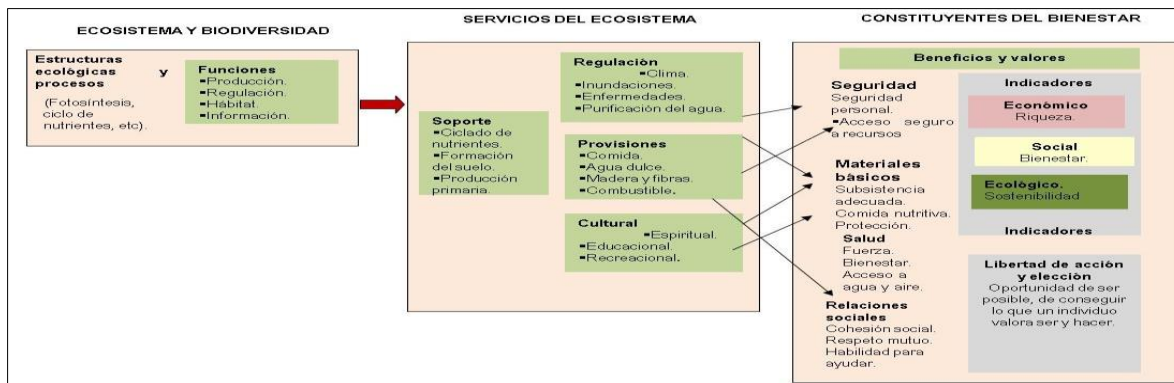 ECOSISTEMA Y BIODIVERSIDAD
Estructuras
ecológicas y
procesos
(Fotosíntesis,
ciclo de
nutrientes, etc).
Funciones
▪Producción.
▪Regulación.
▪Hábitat.
▪Información.
SERVICIOS DEL ECOSISTEMA
Soporte
▪Ciclado de
nutrientes.
▪Formación
del suelo.
▪Producción
primaria.
Regulación
▪Clima.
▪Inundaciones.
▪Enfermedades.
▪Purificación del agua.
Provisiones
▪Comida.
▪Agua dulce.
▪Madera y fibras.
▪Combustible.
Cultural
▪Espiritual.
▪Educacional.
▪Recreacional.
CONSTITUYENTES DEL BIENESTAR
Beneficios y valores
Seguridad
Seguridad
personal.
▪Acceso seguro
a recursos
Materiales
básicos
Subsistencia
adecuada.
Comida nutritiva.
Protección.
Salud
Fuerza.
Bienestar.
Acceso a
agua y aire.
Relaciones
sociales
Cohesión social.
Respeto mutuo.
Habilidad para
ayudar.
Indicadores
Económico
Riqueza.
Social
Bienestar.
Ecológico.
Sostenibilidad
Indicadores
Libertad de acción
y elección
Oportunidad de ser
posible, de conseguir
lo que un individuo
valora ser y hacer.